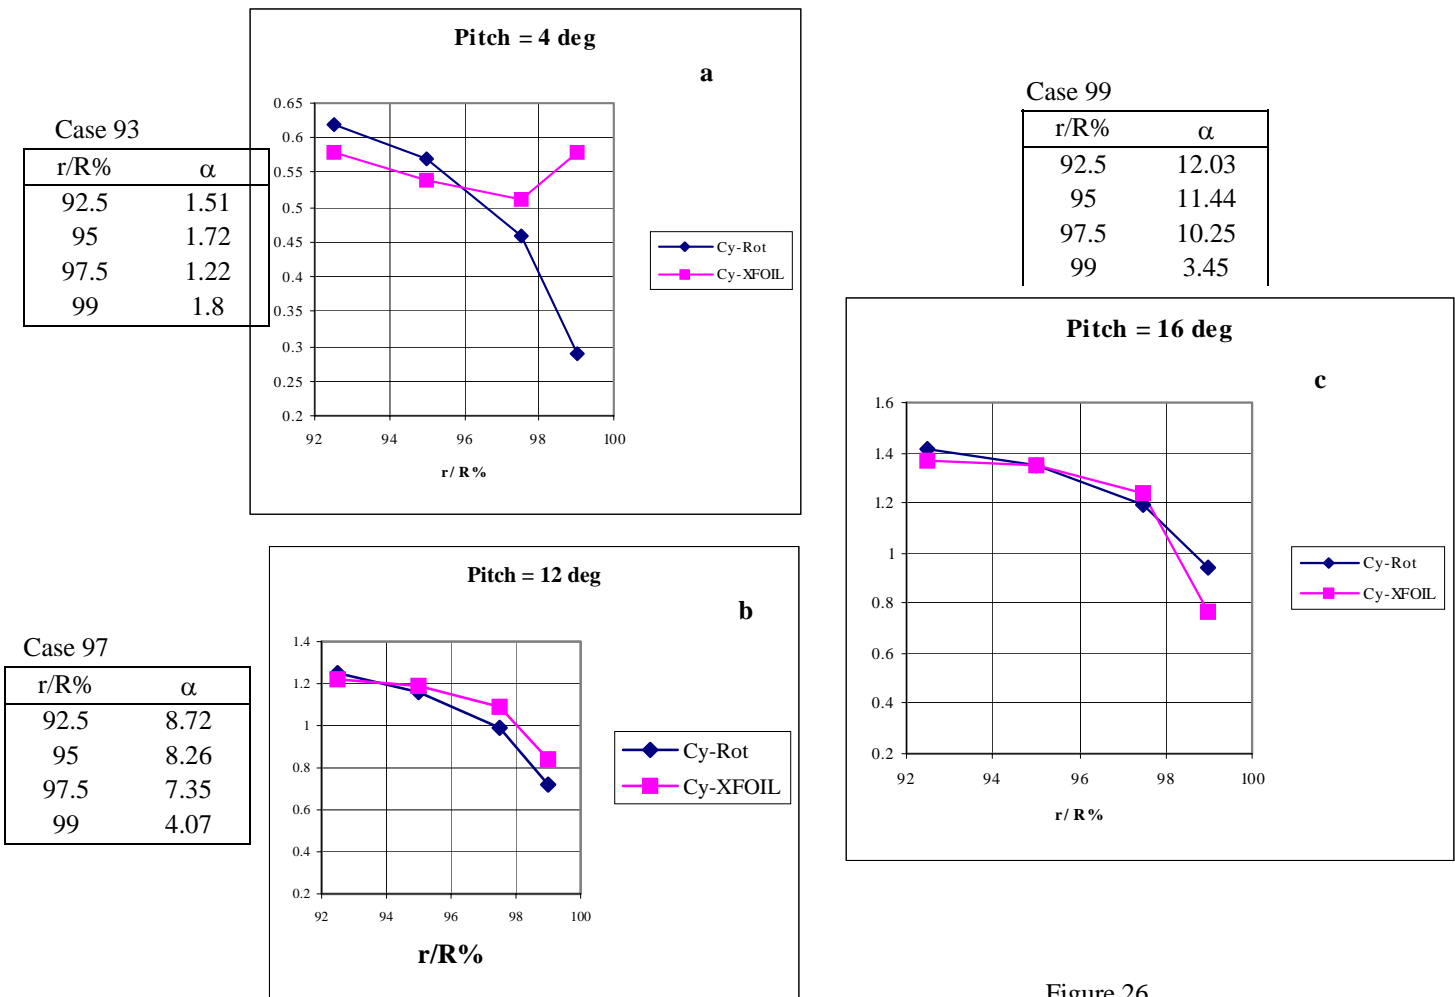 Pitch = 4 deg
a
0.65
0.6
0.55
0.5
0.45
0.4
0.35
0.3
0.25
0.2
92 94 96 98 100
r/ R%
Cy-Rot
Cy-XFOIL
Case 93
r/R% α
92.5 1.51
95 1.72
97.5 1.22
99 1.8
Case 99
r/R% α
92.5 12.03
95 11.44
97.5 10.25
99 3.45
Pitch = 16 deg
c
1.6
1.4
1.2
1
0.8
0.6
0.4
0.2
92 94 96 98 100
r/ R%
Cy-Rot
Cy-XFOIL
Case 97
r/R% α
92.5 8.72
95 8.26
97.5 7.35
99 4.07
Pitch = 12 deg
b
1.4
1.2
1
0.8
0.6
0.4
0.2
92 94 96 98 100
r/R%
Cy-Rot
Cy-XFOIL
Figure 26